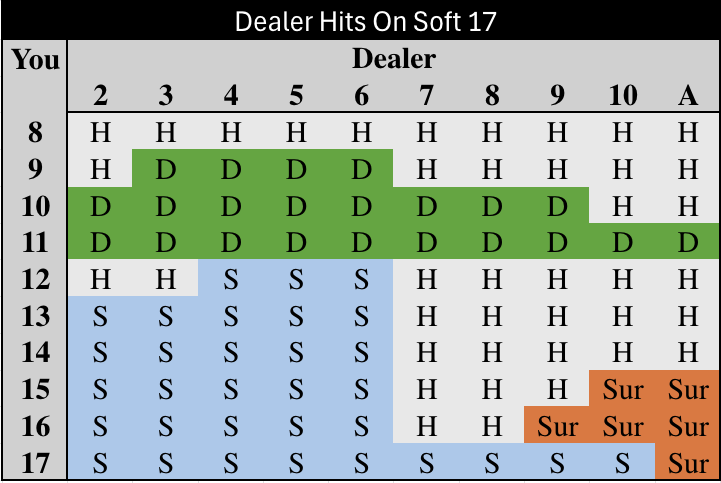 Dealer Hits On Soft 17
You Dealer
2 3 4 5 6 7 8 9 10 A
8 H H H H H H H H H H
9 H D D D D H H H H H
10 D D D D D D D D H H
11 D D D D D D D D D D
12 H H S S S H H H H H
13 S S S S S H H H H H
14 S S S S S H H H H H
15 S S S S S H H H Sur Sur
16 S S S S S H H Sur Sur Sur
17 S S S S S S S S S Sur